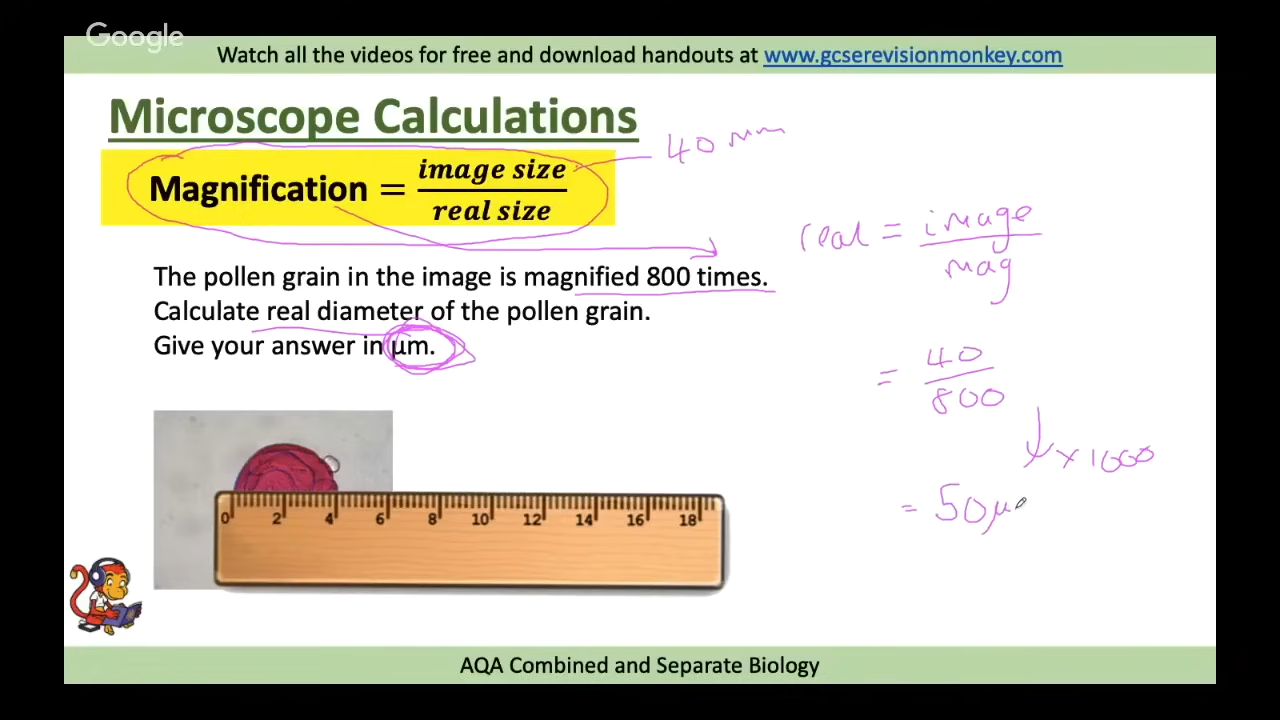 Google
Watch all the videos for free and download handouts at www.gcserevisionmonkey.com
Microscope Calculations
Magnification = image size / real size
40 mm
real = image / mag
The pollen grain in the image is magnified 800 times.
Calculate real diameter of the pollen grain.
Give your answer in μm.
= 40 / 800
× 1000
= 50 μ
0 2 4 6 8 10 12 14 16 18
AQA Combined and Separate Biology